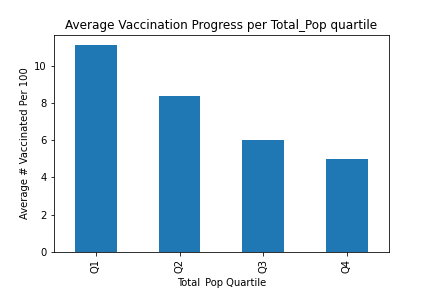 Average Vaccination Progress per Total_Pop quartile
Average # Vaccinated Per 100
10
8
6
4
2
0
Q1
Q2
Q3
Q4
Total_Pop Quartile